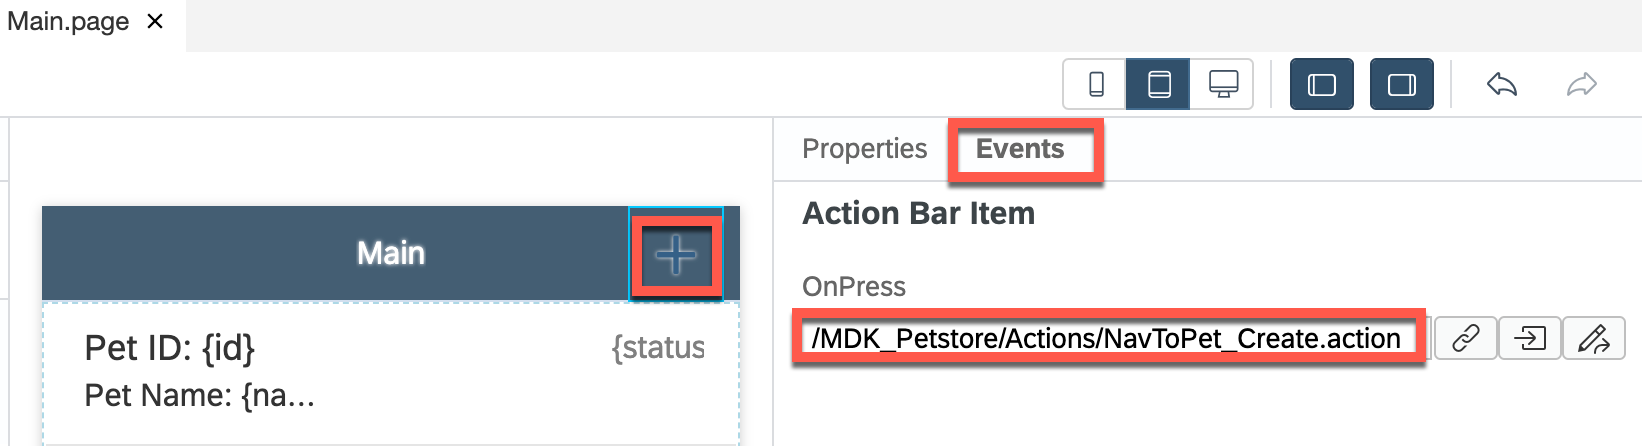 Main.page
Properties
Events
Main
Action Bar Item
OnPress
/MDK_Petstore/Actions/NavToPet_Create.action
Pet ID: {id}
{status
Pet Name: {na...